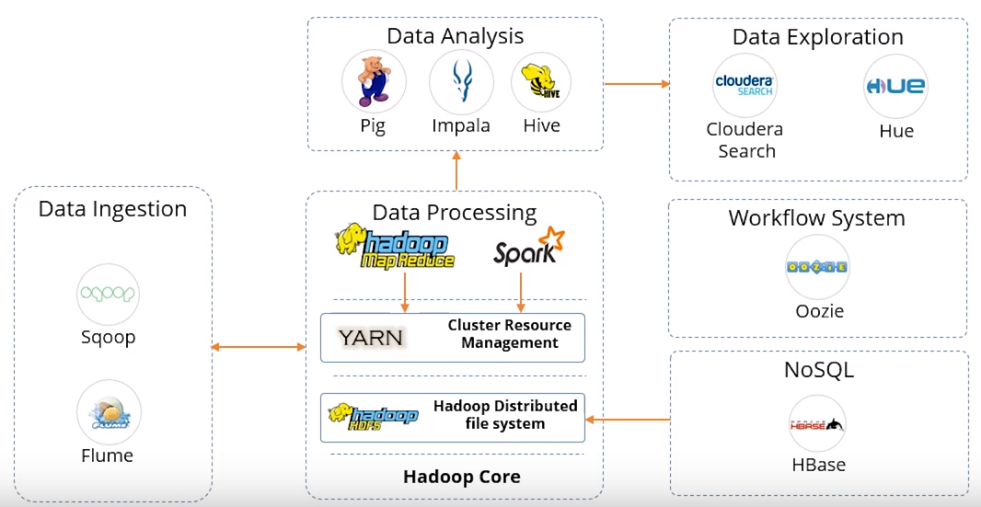 Data Analysis
HIVE
Pig
Impala
Hive
Data Exploration
cloudera
SEARCH
HUE
Cloudera
Search
Hue
Data Ingestion
sqoop
Sqoop
FLUME
Flume
Data Processing
hadoop
Map Reduce
Spark
YARN
Cluster Resource
Management
hadoop
HDFS
Hadoop Distributed
file system
Hadoop Core
Workflow System
OOZIE
Oozie
NoSQL
HBASE
HBase